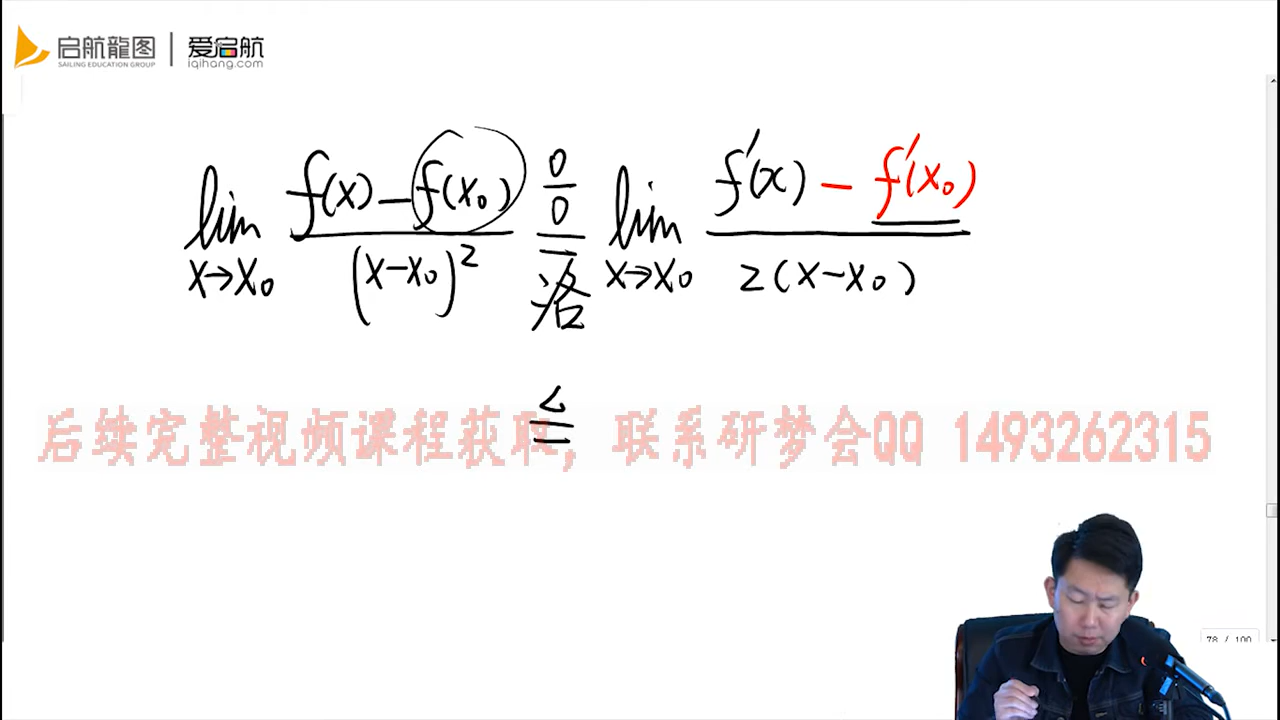 启航龍图 | 爱启航
SAILING EDUCATION GROUP iqihang.com
lim x→x₀ (f(x)-f(x₀))/(x-x₀)² 0/0 = 洛 lim x→x₀ (f′(x) - f′(x₀))/2(x-x₀)
=
后续完整视频课程获取，联系研梦会QQ 1493262315
78 / 100